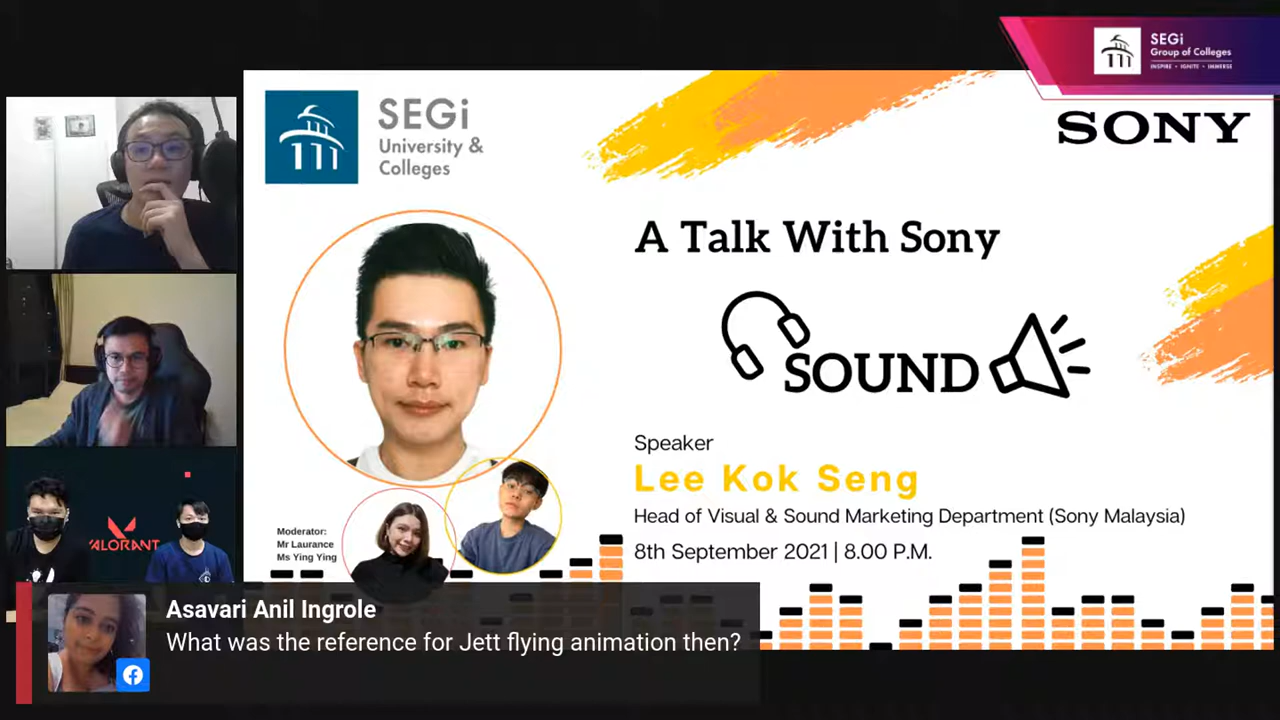 SEGi
Group of Colleges
INSPIRE • IGNITE • IMMERSE
SEGi
University &
Colleges
SONY
A Talk With Sony
SOUND
Speaker
Lee Kok Seng
Head of Visual & Sound Marketing Department (Sony Malaysia)
8th September 2021 | 8.00 P.M.
Moderator:
Mr Laurance
Ms Ying Ying
VALORANT
Asavari Anil Ingrole
What was the reference for Jett flying animation then?